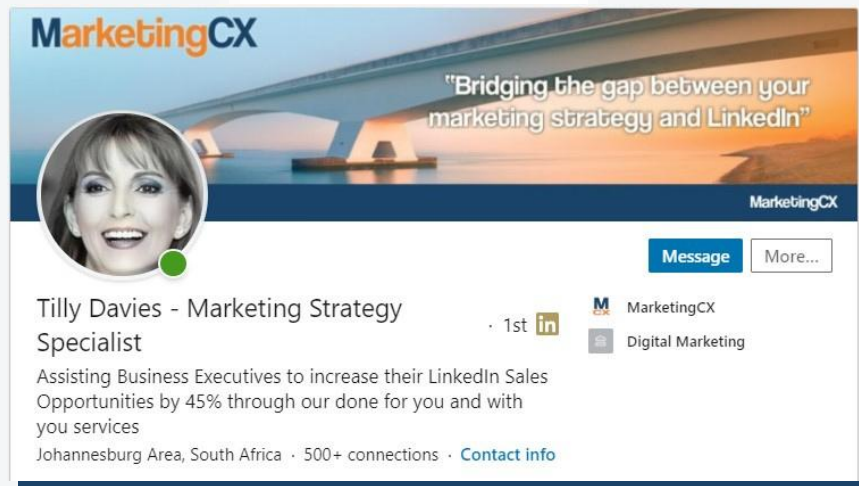 MarketingCX
"Bridging the gap between your
marketing strategy and LinkedIn"
MarketingCX
Message
More...
Tilly Davies - Marketing Strategy
Specialist
· 1st in
M
CX
MarketingCX
Digital Marketing
Assisting Business Executives to increase their LinkedIn Sales
Opportunities by 45% through our done for you and with
you services
Johannesburg Area, South Africa · 500+ connections · Contact info